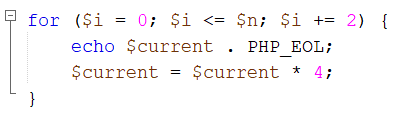 for ($i = 0; $i <= $n; $i += 2) {
    echo $current . PHP_EOL;
    $current = $current * 4;
}